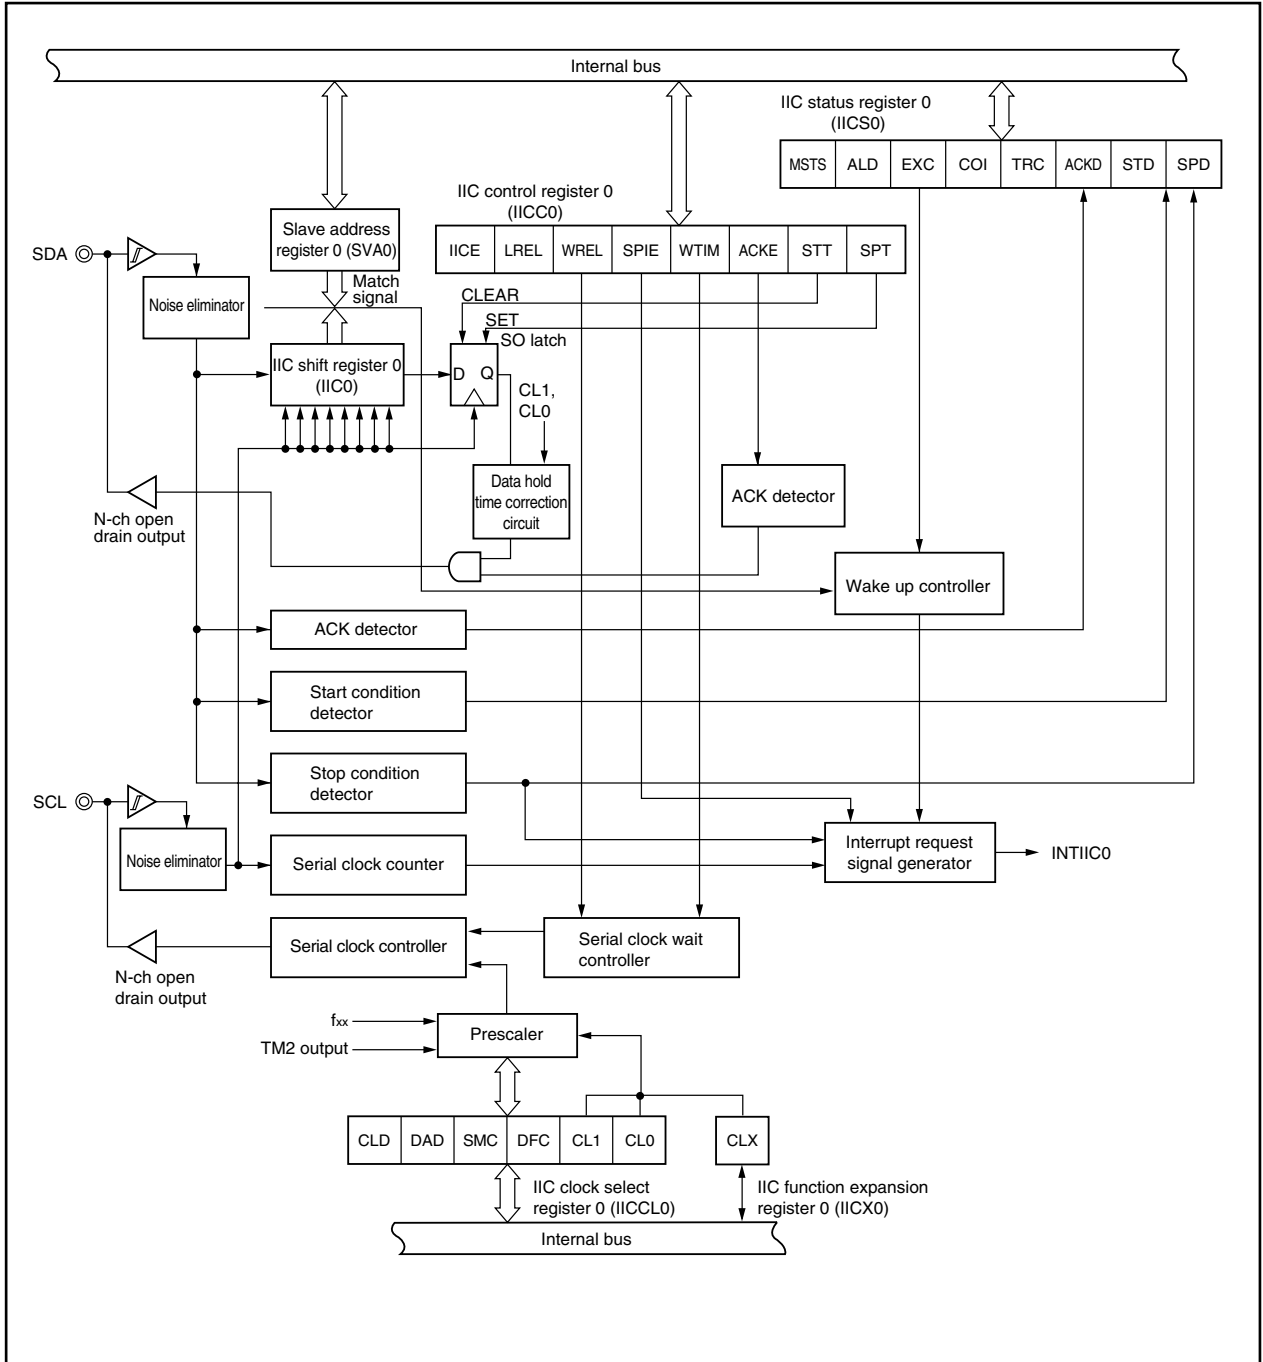 Internal bus
IIC status register 0
(IICS0)
MSTS ALD EXC COI TRC ACKD STD SPD
IIC control register 0
(IICC0)
IICE LREL WREL SPIE WTIM ACKE STT SPT
Slave address
register 0 (SVA0)
SDA
Noise eliminator
Match
signal
CLEAR
SET
SO latch
IIC shift register 0
(IIC0)
D Q
CL1,
CL0
Data hold
time correction
circuit
ACK detector
N-ch open
drain output
Wake up controller
ACK detector
Start condition
detector
Stop condition
detector
SCL
Noise eliminator
Serial clock counter
Interrupt request
signal generator
INTIIC0
Serial clock controller
Serial clock wait
controller
N-ch open
drain output
fxx
TM2 output
Prescaler
CLD DAD SMC DFC CL1 CL0
CLX
IIC clock select
register 0 (IICCL0)
IIC function expansion
register 0 (IICX0)
Internal bus